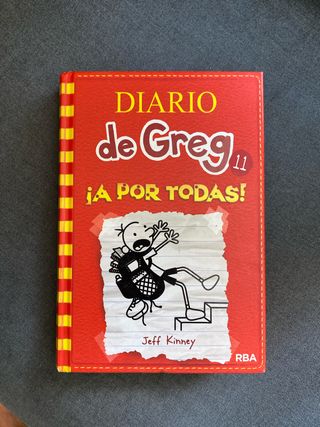 DIARIO
de Greg 11
¡A POR TODAS!
Jeff Kinney
RBA